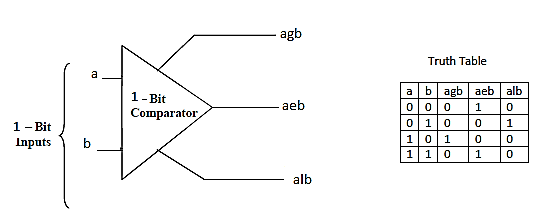 agb
a
1 – Bit
Comparator
aeb
1 – Bit
Inputs
b
alb
Truth Table
a b agb aeb alb
0 0 0 1 0
0 1 0 0 1
1 0 1 0 0
1 1 0 1 0